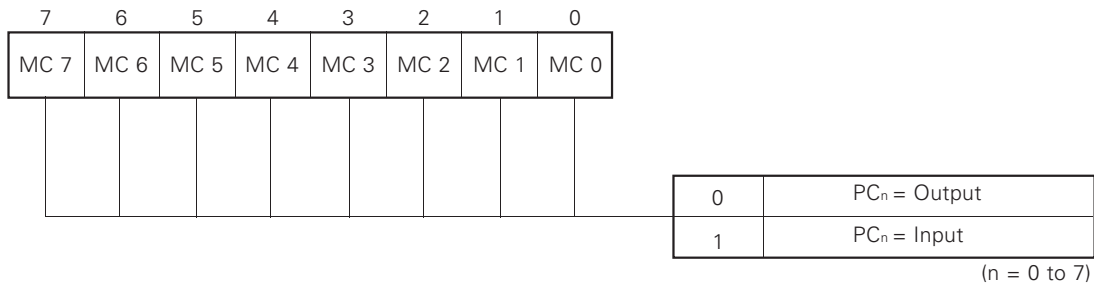 7 6 5 4 3 2 1 0
MC 7 MC 6 MC 5 MC 4 MC 3 MC 2 MC 1 MC 0
0 PCn = Output
1 PCn = Input
(n = 0 to 7)